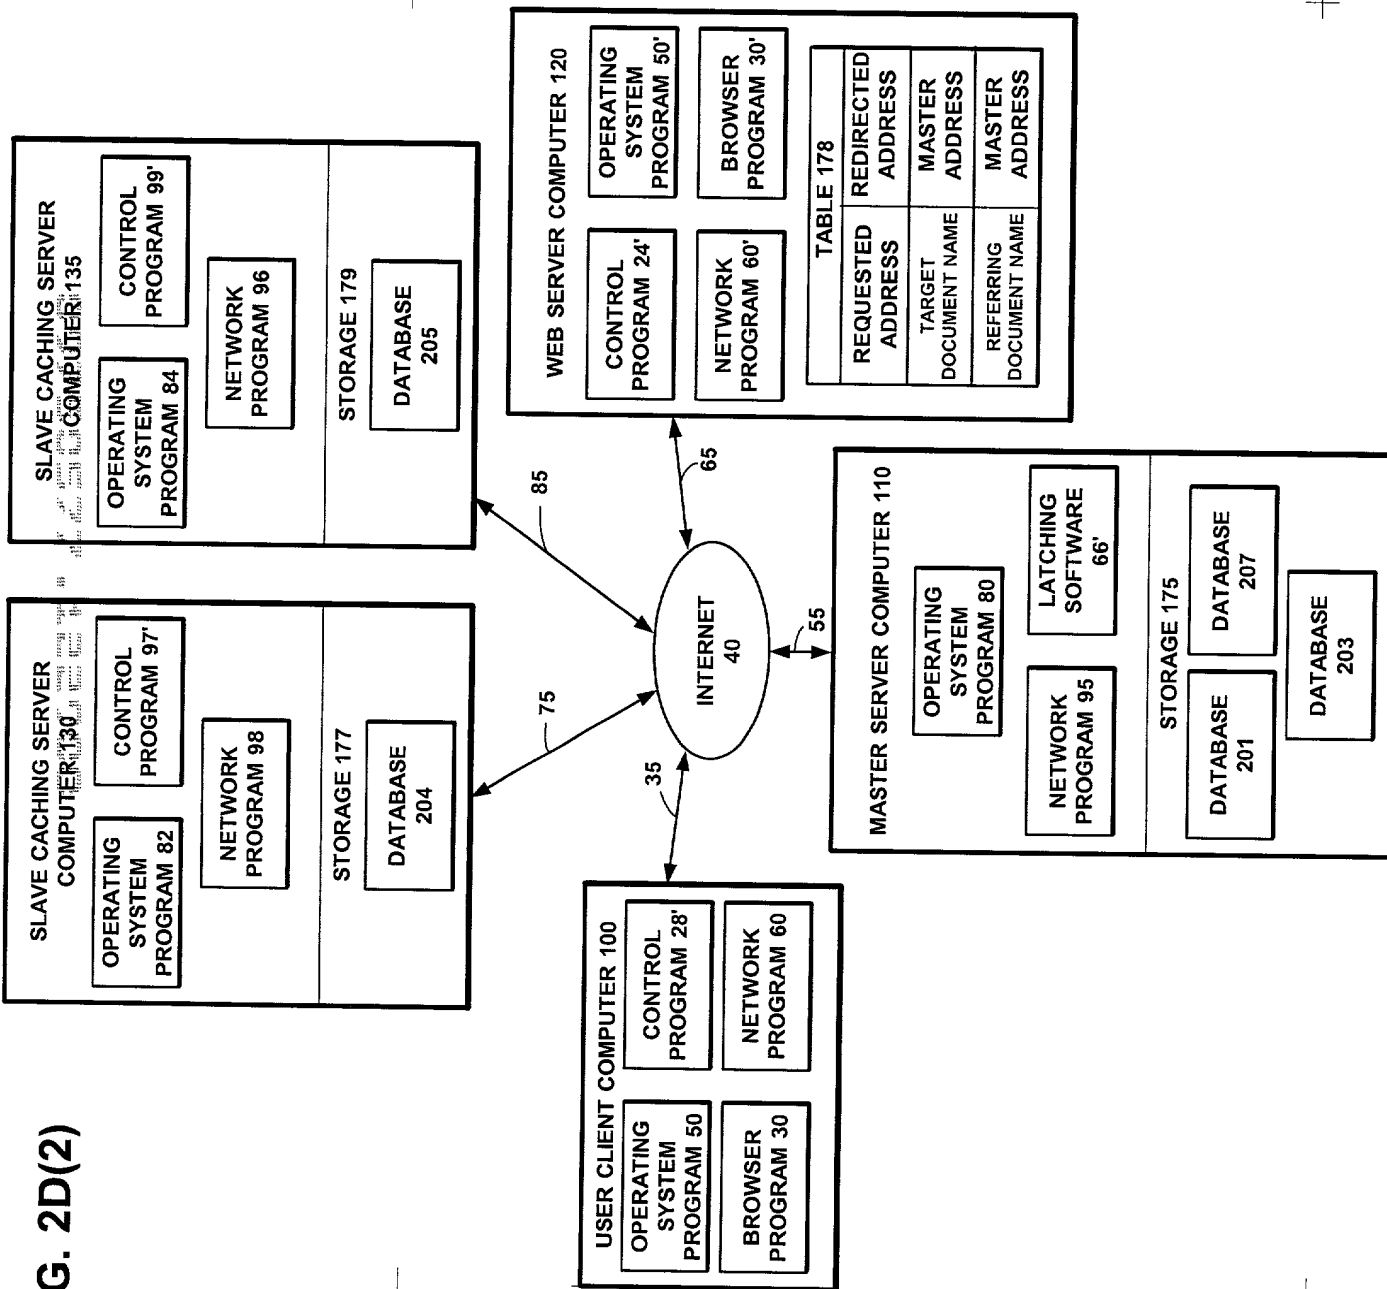 G. 2D(2)
SLAVE CACHING SERVER
COMPUTER 130
OPERATING
SYSTEM
PROGRAM 82
CONTROL
PROGRAM 97'
NETWORK
PROGRAM 98
STORAGE 177
DATABASE
204
SLAVE CACHING SERVER
COMPUTER 135
OPERATING
SYSTEM
PROGRAM 84
CONTROL
PROGRAM 99'
NETWORK
PROGRAM 96
STORAGE 179
DATABASE
205
75
85
USER CLIENT COMPUTER 100
OPERATING
SYSTEM
PROGRAM 50
CONTROL
PROGRAM 28'
BROWSER
PROGRAM 30
NETWORK
PROGRAM 60
35
INTERNET
40
65
55
WEB SERVER COMPUTER 120
CONTROL
PROGRAM 24'
OPERATING
SYSTEM
PROGRAM 50'
NETWORK
PROGRAM 60'
BROWSER
PROGRAM 30'
TABLE 178
REQUESTED
ADDRESS
REDIRECTED
ADDRESS
TARGET
DOCUMENT NAME
MASTER
ADDRESS
REFERRING
DOCUMENT NAME
MASTER
ADDRESS
MASTER SERVER COMPUTER 110
OPERATING
SYSTEM
PROGRAM 80
NETWORK
PROGRAM 95
LATCHING
SOFTWARE
66'
STORAGE 175
DATABASE
201
DATABASE
207
DATABASE
203